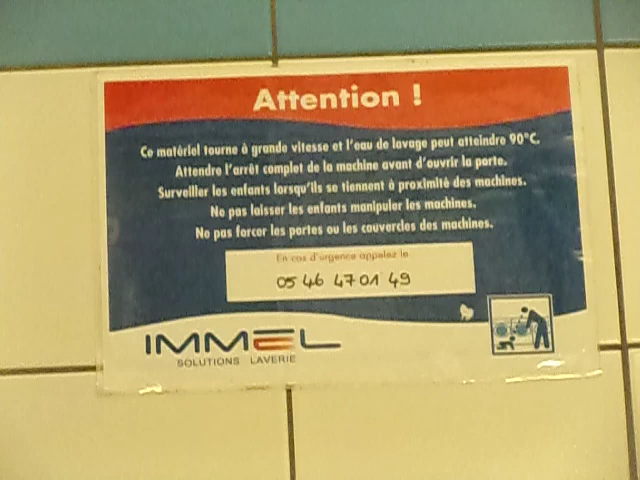 Attention !
Ce matériel tourne à grande vitesse et l'eau de lavage peut atteindre 90°C.
Attendre l'arrêt complet de la machine avant d'ouvrir la porte.
Surveiller les enfants lorsqu'ils se tiennent à proximité des machines.
Ne pas laisser les enfants manipuler les machines.
Ne pas forcer les portes ou les couvercles des machines.
En cas d'urgence appelez le
05 46 47 01 49
IMMEL
SOLUTIONS LAVERIE